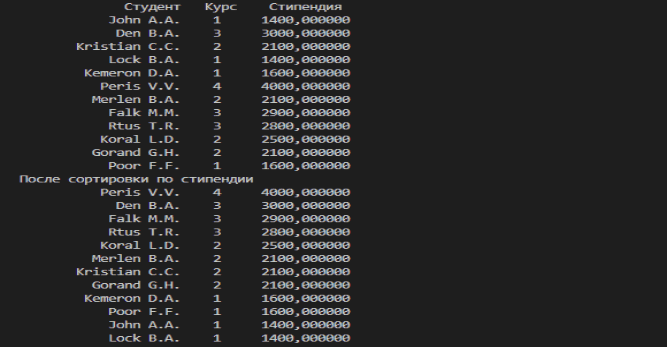 Студент Курс Стипендия
John A.A. 1 1400,000000
Den B.A. 3 3000,000000
Kristian C.C. 2 2100,000000
Lock B.A. 1 1400,000000
Kemeron D.A. 1 1600,000000
Peris V.V. 4 4000,000000
Merlen B.A. 2 2100,000000
Falk M.M. 3 2900,000000
Rtus T.R. 3 2800,000000
Koral L.D. 2 2500,000000
Gorand G.H. 2 2100,000000
Poor F.F. 1 1600,000000
После сортировки по стипендии
Peris V.V. 4 4000,000000
Den B.A. 3 3000,000000
Falk M.M. 3 2900,000000
Rtus T.R. 3 2800,000000
Koral L.D. 2 2500,000000
Merlen B.A. 2 2100,000000
Kristian C.C. 2 2100,000000
Gorand G.H. 2 2100,000000
Kemeron D.A. 1 1600,000000
Poor F.F. 1 1600,000000
John A.A. 1 1400,000000
Lock B.A. 1 1400,000000